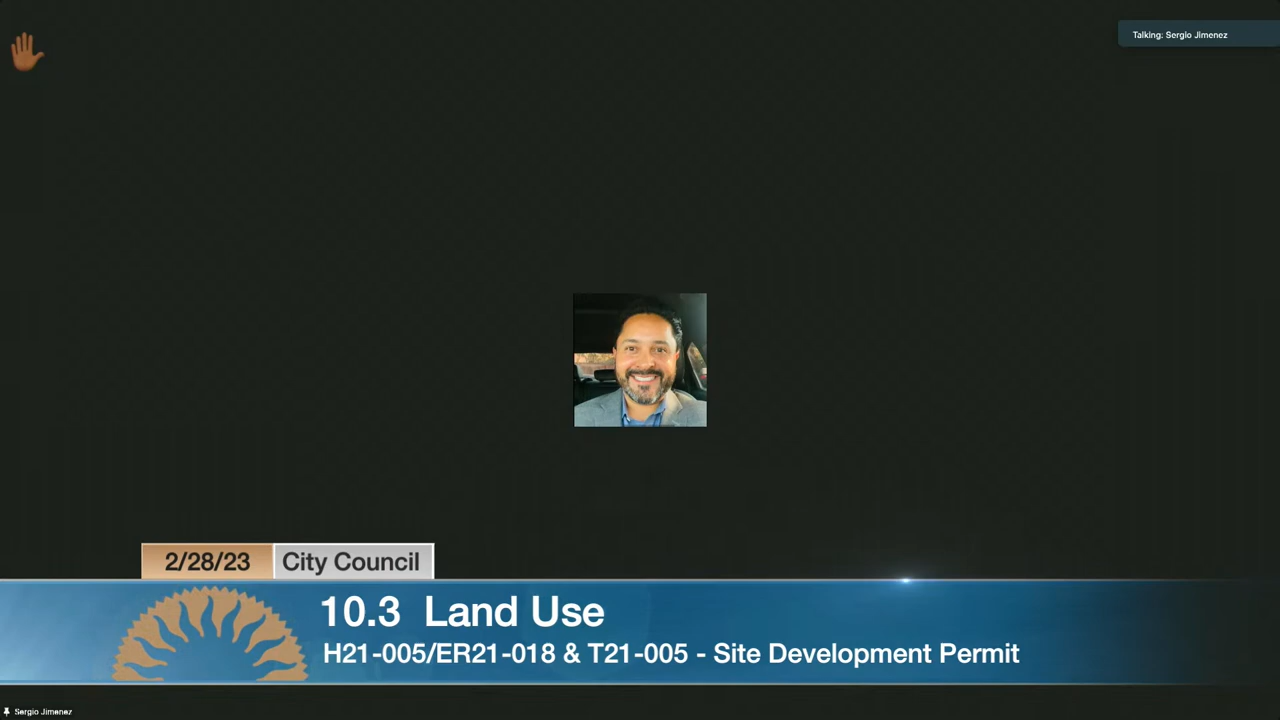 Talking: Sergio Jimenez
2/28/23 City Council
10.3 Land Use
H21-005/ER21-018 & T21-005 - Site Development Permit
Sergio Jimenez